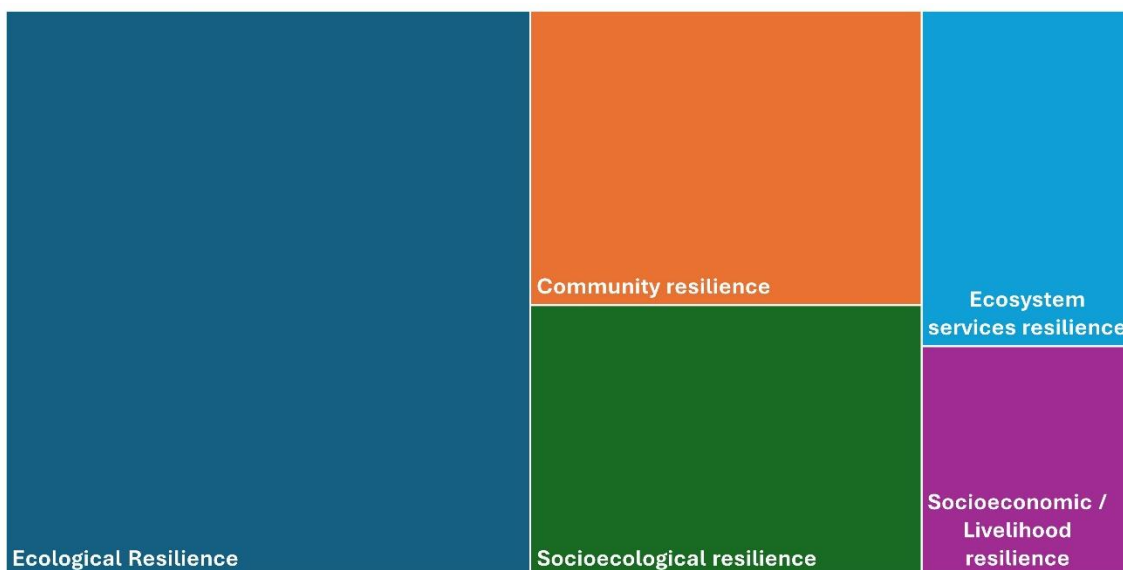 Community resilience
Ecosystem
services resilience
Ecological Resilience
Socioecological resilience
Socioeconomic /
Livelihood
resilience